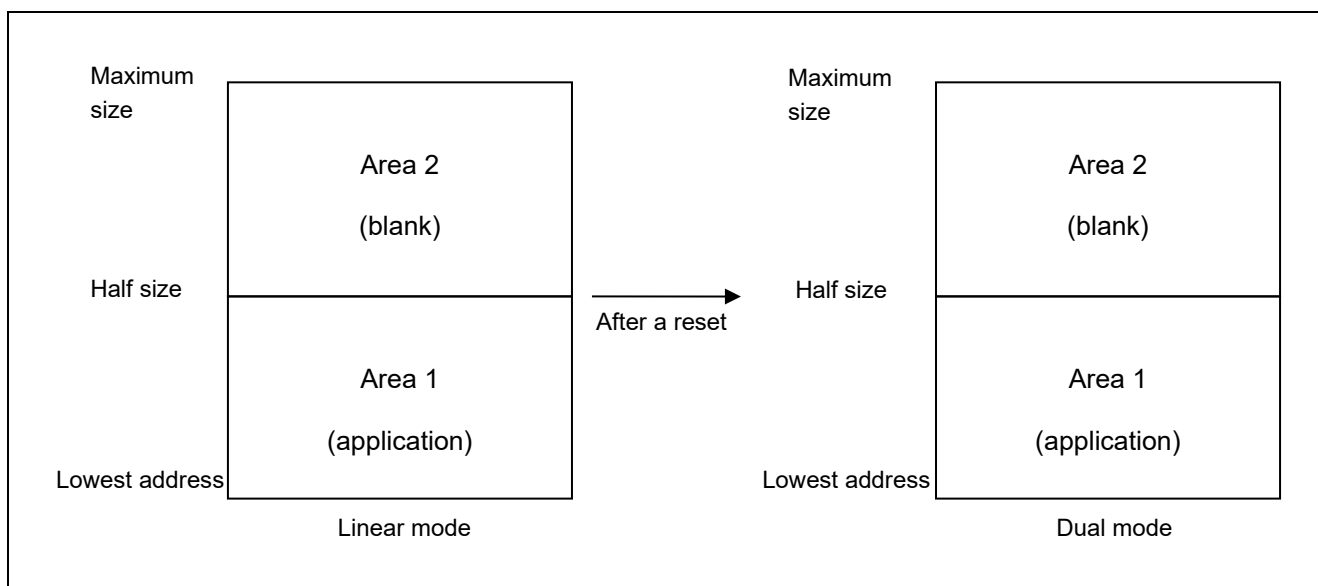 Maximum
size
Area 2
(blank)
Half size
Area 1
(application)
Lowest address
Linear mode
After a reset
Maximum
size
Area 2
(blank)
Half size
Area 1
(application)
Lowest address
Dual mode